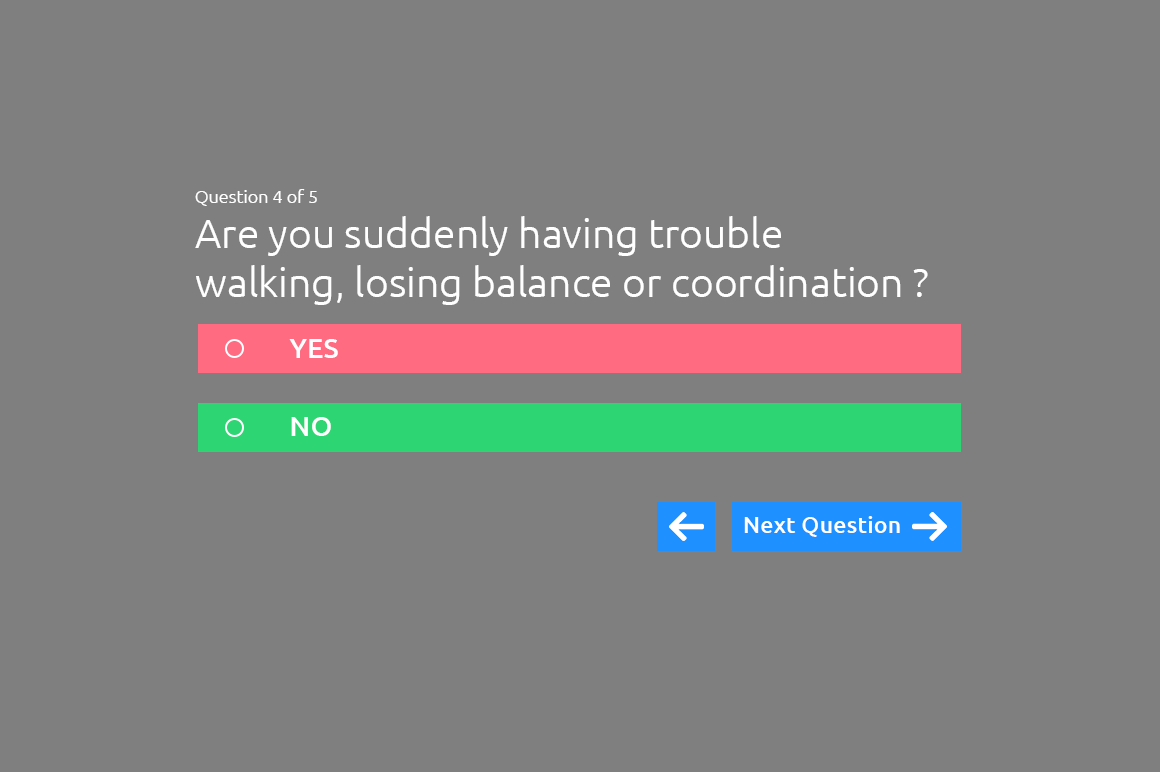 Question 4 of 5
Are you suddenly having trouble
walking, losing balance or coordination ?
YES
NO
Next Question